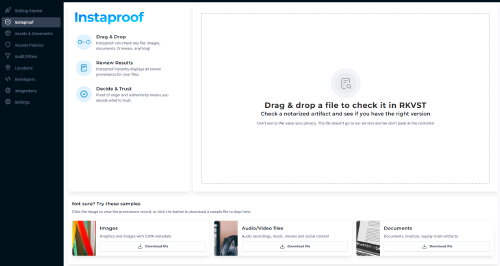 Getting Started
Instaproof
Assets & Documents
Access Policies
Audit/Filters
Locations
Developers
Integrations
Settings
Instaproof
Drag & Drop
Instaproof can check any file: images,
documents, firmware, anything!
Review Results
Instaproof instantly displays all known
provenance for your files.
Decide & Trust
Proof of origin and authenticity means you
decide what to trust.
Drag & drop a file to check it in RKVST
Check a notarized artifact and see if you have the right version
Don't worry! We value your privacy. The file doesn't go to our servers and we don't peek at the contents!
Not sure? Try these samples
Click the image to view the provenance record, or click the button to download a sample file to drop here.
Images
Graphics and images with C2PA metadata
Download file
Audio/Video files
Audio recordings, music, movies and social content
Download file
Documents
Documents, invoices, supply chain artifacts
Download file